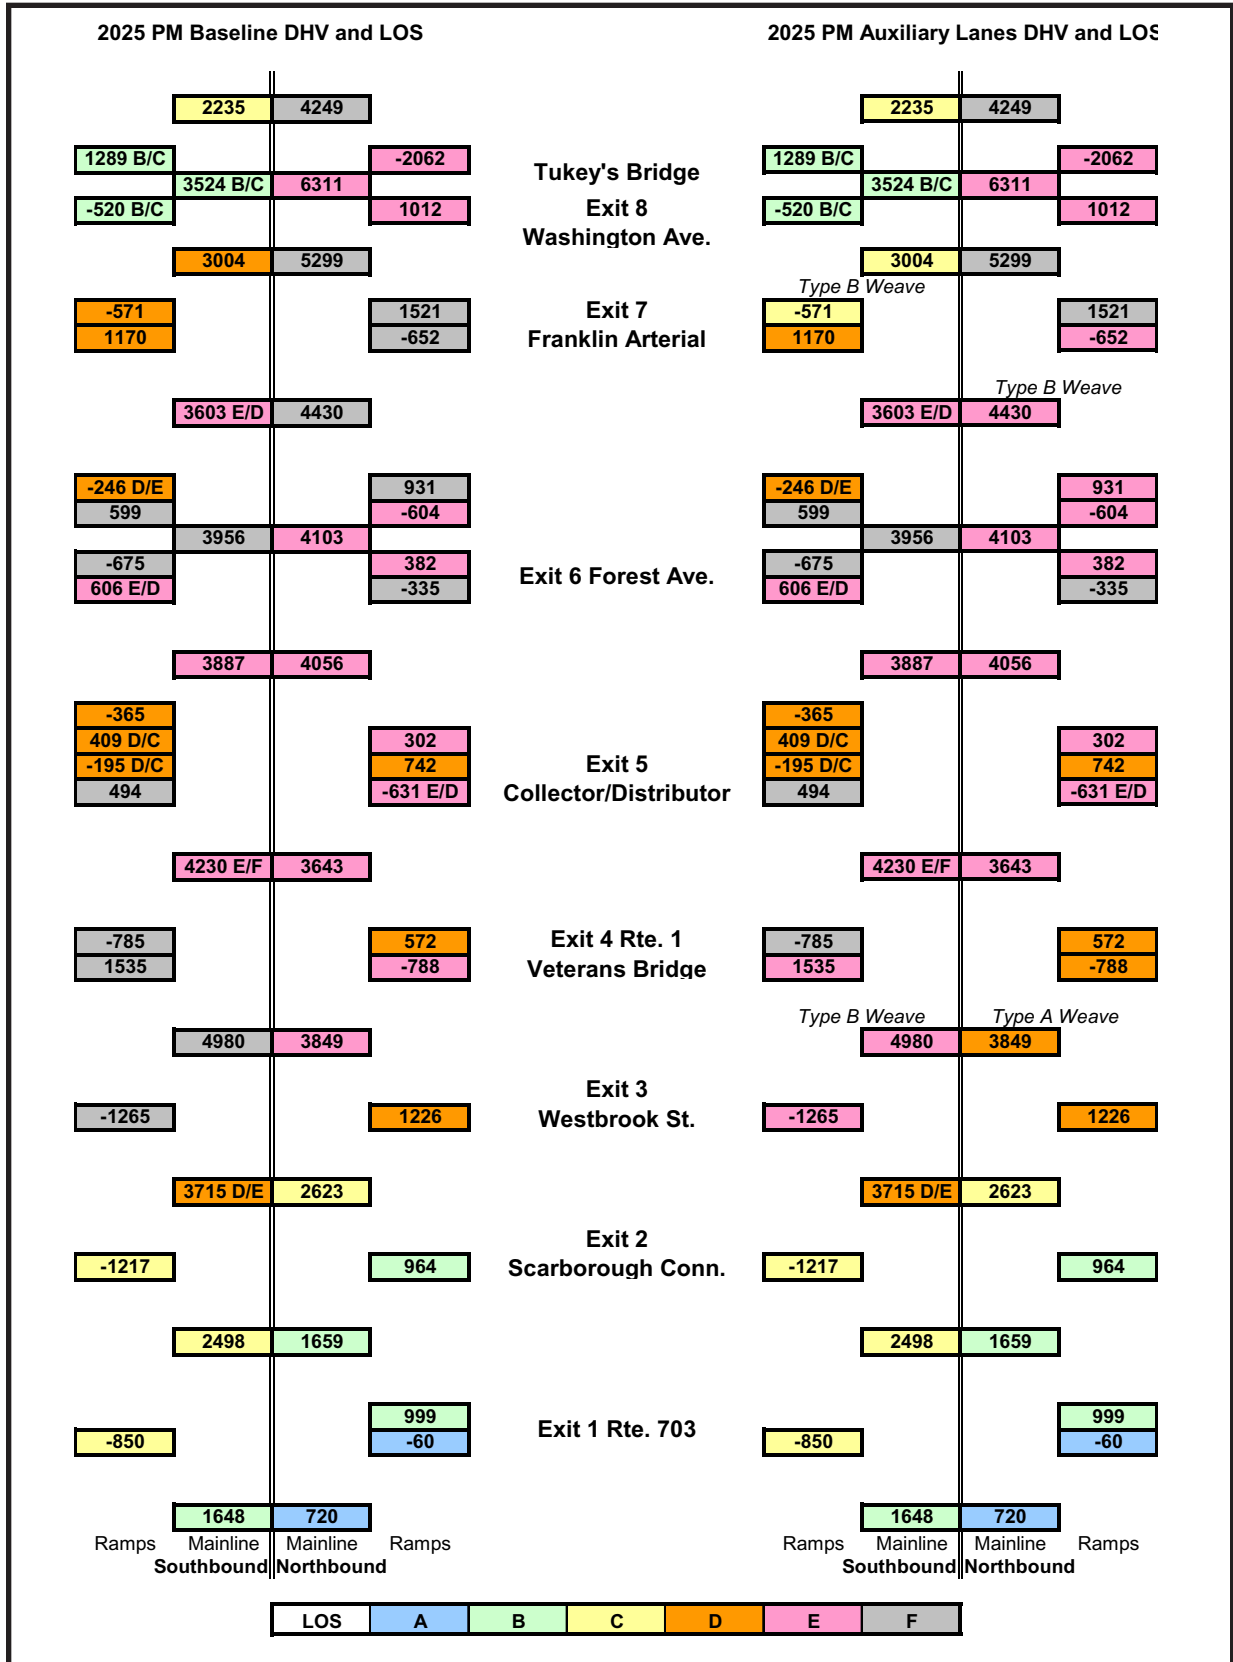 2025 PM Baseline DHV and LOS 2025 PM Auxiliary Lanes DHV and LOS
2235 4249 2235 4249
1289 B/C -2062 1289 B/C -2062
Tukey's Bridge
3524 B/C 6311 3524 B/C 6311
-520 B/C 1012 Exit 8 -520 B/C 1012
Washington Ave.
3004 5299 3004 5299
Type B Weave
-571 1521 Exit 7 -571 1521
1170 -652 Franklin Arterial 1170 -652
Type B Weave
3603 E/D 4430 3603 E/D 4430
-246 D/E 931 -246 D/E 931
599 -604 599 -604
3956 4103 3956 4103
-675 382 -675 382
Exit 6 Forest Ave.
606 E/D -335 606 E/D -335
3887 4056 3887 4056
-365 -365
409 D/C 302 409 D/C 302
-195 D/C 742 Exit 5 -195 D/C 742
494 -631 E/D Collector/Distributor 494 -631 E/D
4230 E/F 3643 4230 E/F 3643
-785 572 Exit 4 Rte. 1 -785 572
1535 -788 Veterans Bridge 1535 -788
Type B Weave Type A Weave
4980 3849 4980 3849
Exit 3
-1265 1226 Westbrook St. -1265 1226
3715 D/E 2623 3715 D/E 2623
Exit 2
-1217 964 Scarborough Conn. -1217 964
2498 1659 2498 1659
999 999
Exit 1 Rte. 703
-850 -60 -850 -60
1648 720 1648 720
Ramps Mainline Mainline Ramps Ramps Mainline Mainline Ramps
Southbound Northbound Southbound Northbound
LOS A B C D E F